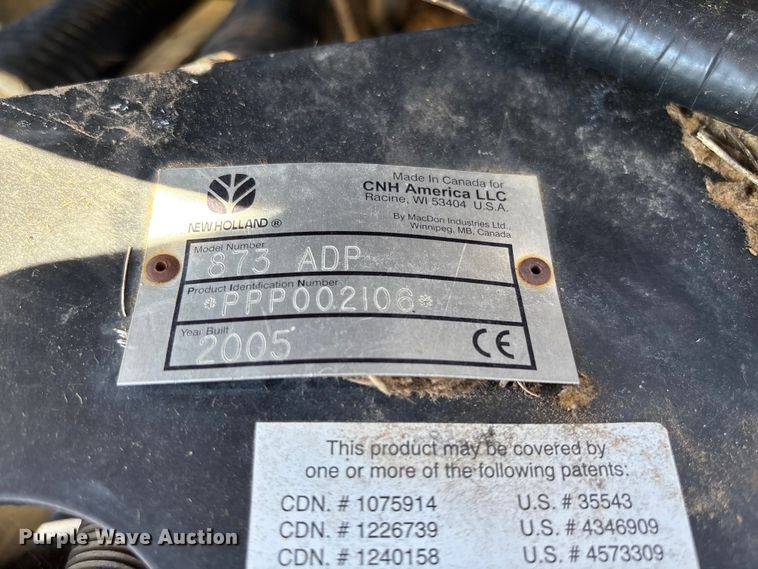 Made In Canada for
CNH America LLC
Racine, WI 53404 U.S.A.
By MacDon Industries Ltd.,
Winnipeg, MB, Canada
NEW HOLLAND ®
Model Number
873 ADP
Product Identification Number
*PPP002106*
Year Built
2005
CE
This product may be covered by
one or more of the following patents:
CDN. # 1075914 U.S. # 35543
CDN. # 1226739 U.S. # 4346909
CDN. # 1240158 U.S. # 4573309
Purple Wave Auction